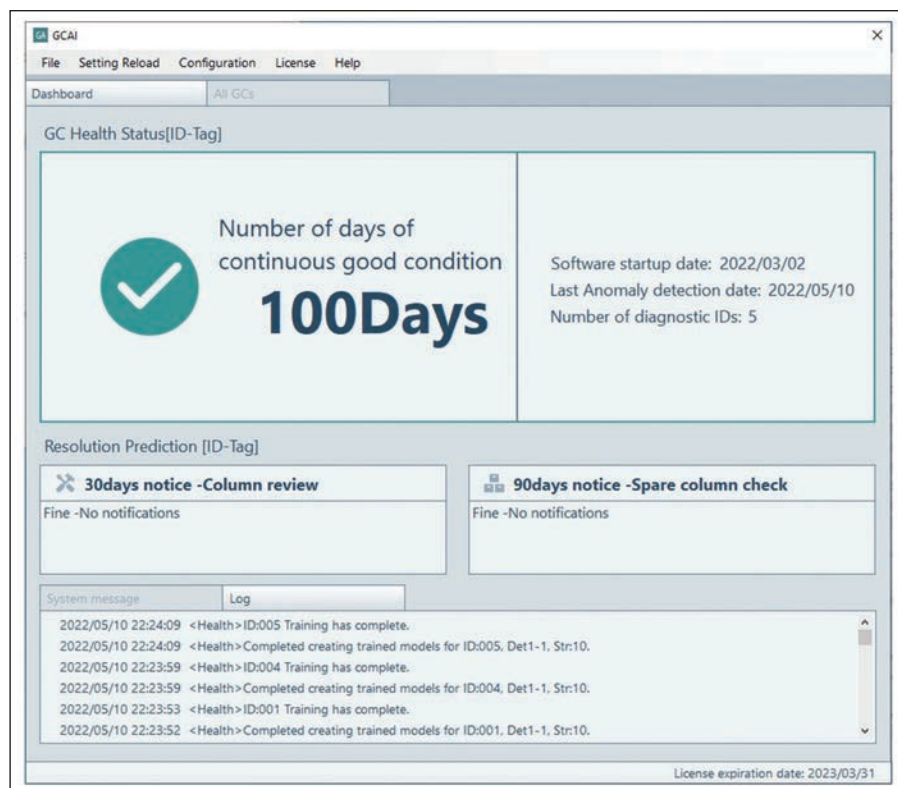 GA GCAI
File Setting Reload Configuration License Help
Dashboard All GCs
GC Health Status[ID-Tag]
Number of days of
continuous good condition
100Days
Software startup date: 2022/03/02
Last Anomaly detection date: 2022/05/10
Number of diagnostic IDs: 5
Resolution Prediction [ID-Tag]
30days notice -Column review
Fine -No notifications
90days notice -Spare column check
Fine -No notifications
System message Log
2022/05/10 22:24:09 <Health>ID:005 Training has complete.
2022/05/10 22:24:09 <Health>Completed creating trained models for ID:005, Det1-1, Str:10.
2022/05/10 22:23:59 <Health>ID:004 Training has complete.
2022/05/10 22:23:59 <Health>Completed creating trained models for ID:004, Det1-1, Str:10.
2022/05/10 22:23:53 <Health>ID:001 Training has complete.
2022/05/10 22:23:52 <Health>Completed creating trained models for ID:001, Det1-1, Str:10.
License expiration date: 2023/03/31